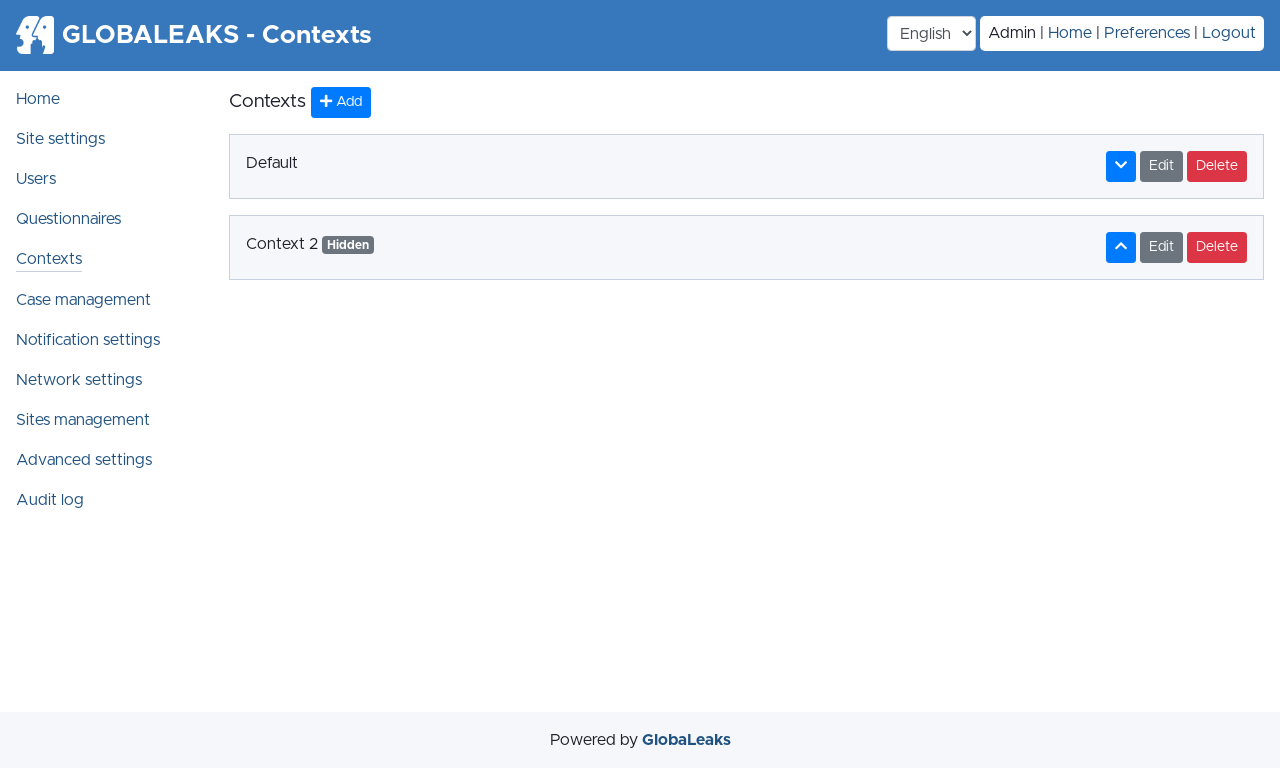 GLOBALEAKS - Contexts
English
Admin | Home | Preferences | Logout
Home
Site settings
Users
Questionnaires
Contexts
Case management
Notification settings
Network settings
Sites management
Advanced settings
Audit log
Contexts Add
Default Edit Delete
Context 2 Hidden Edit Delete
Powered by GlobaLeaks